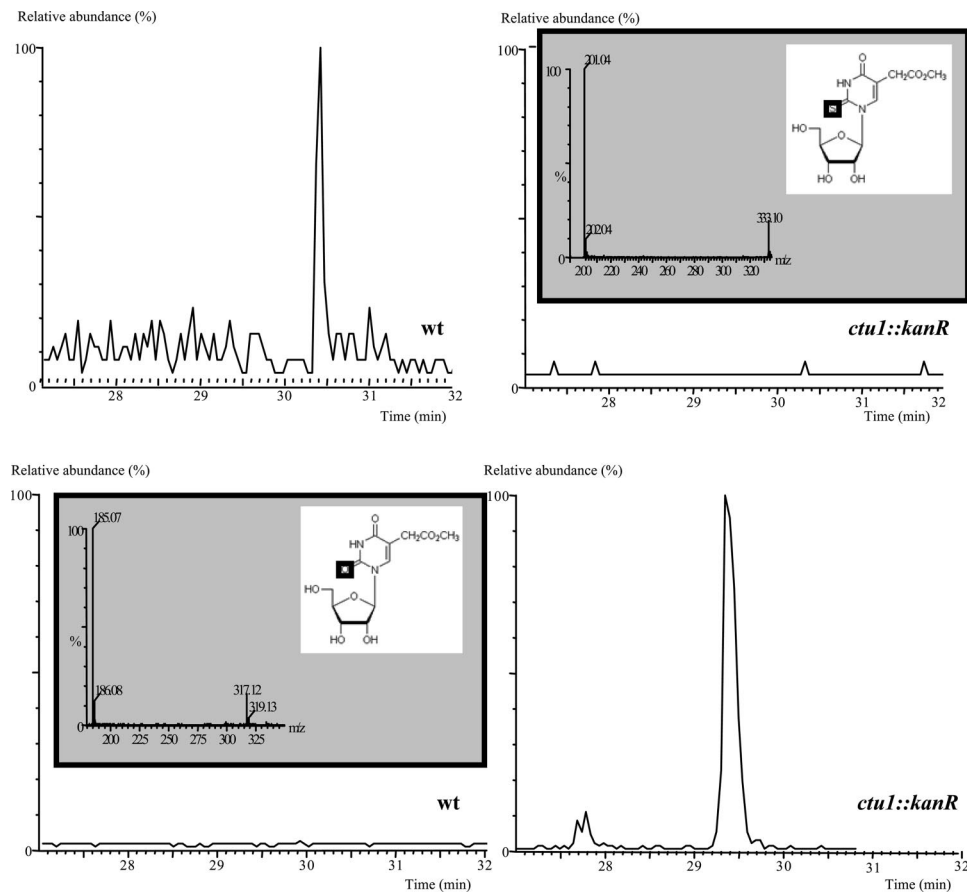 Relative abundance (%)
100
0
28 29 30 31 32
Time (min)
wt
Relative abundance (%)
100
0
28 29 30 31 32
Time (min)
ctu1::kanR
100
%
0
201.04
202.04
333.10
200 220 240 260 280 300 320 m/z
O
HN
CH₂CO₂CH₃
N
HO
O
OH OH
Relative abundance (%)
100
0
28 29 30 31 32
Time (min)
wt
100
%
0
185.07
186.08
317.12
319.13
200 225 250 275 300 325 m/z
O
HN
CH₂CO₂CH₃
N
HO
O
HO OH
Relative abundance (%)
100
0
28 29 30 31 32
Time (min)
ctu1::kanR